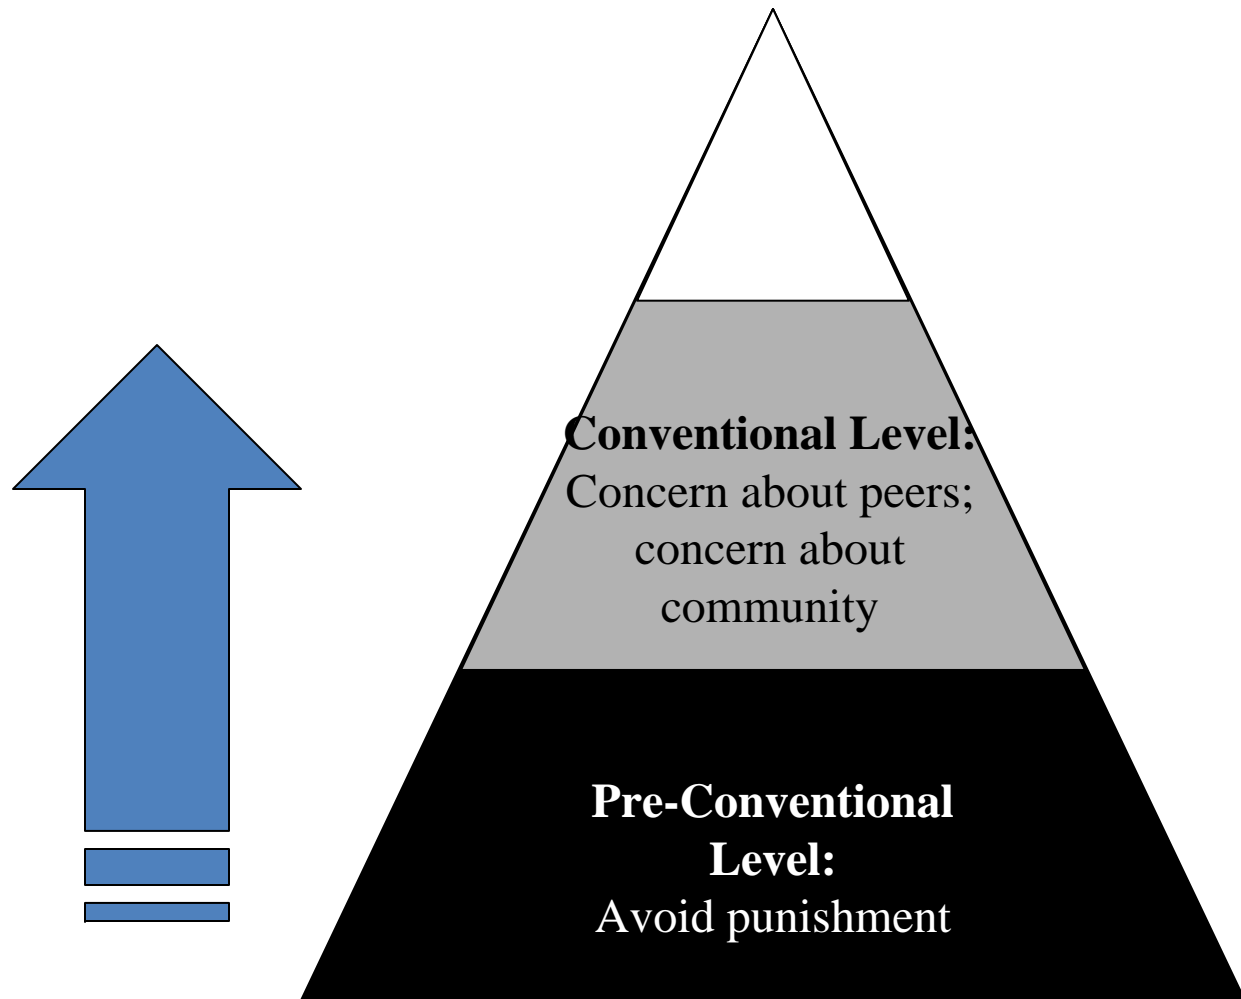 Conventional Level:
Concern about peers;
concern about
community
Pre-Conventional
Level:
Avoid punishment